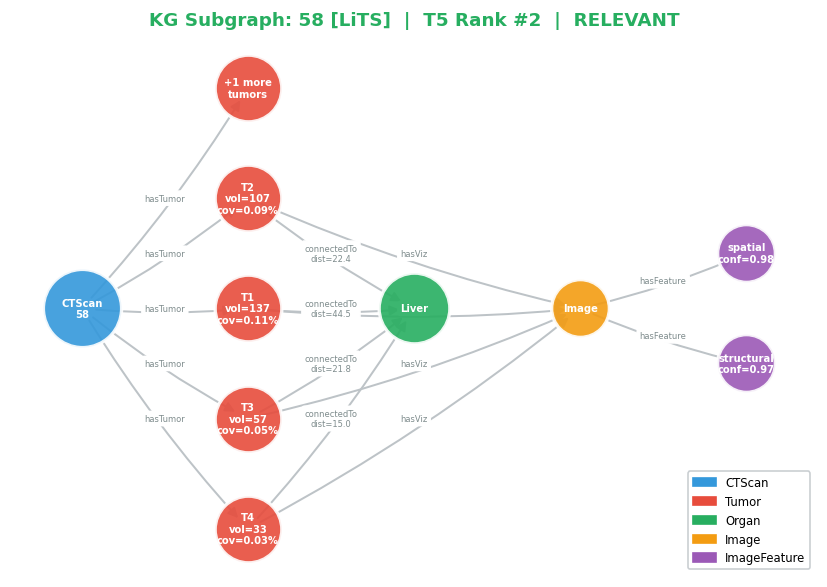 KG Subgraph: 58 [LiTS]  |  T5 Rank #2  |  RELEVANT
+1 more
tumors
hasTumor
T2
vol=107
cov=0.09%
hasTumor
connectedTo
dist=22.4
hasViz
spatial
conf=0.98
hasFeature
CTScan
58
hasTumor
T1
vol=137
cov=0.11%
connectedTo
dist=44.5
Liver
Image
hasFeature
hasTumor
connectedTo
dist=21.8
hasViz
structural
conf=0.97
T3
vol=57
cov=0.05%
hasTumor
connectedTo
dist=15.0
hasViz
T4
vol=33
cov=0.03%
CTScan
Tumor
Organ
Image
ImageFeature